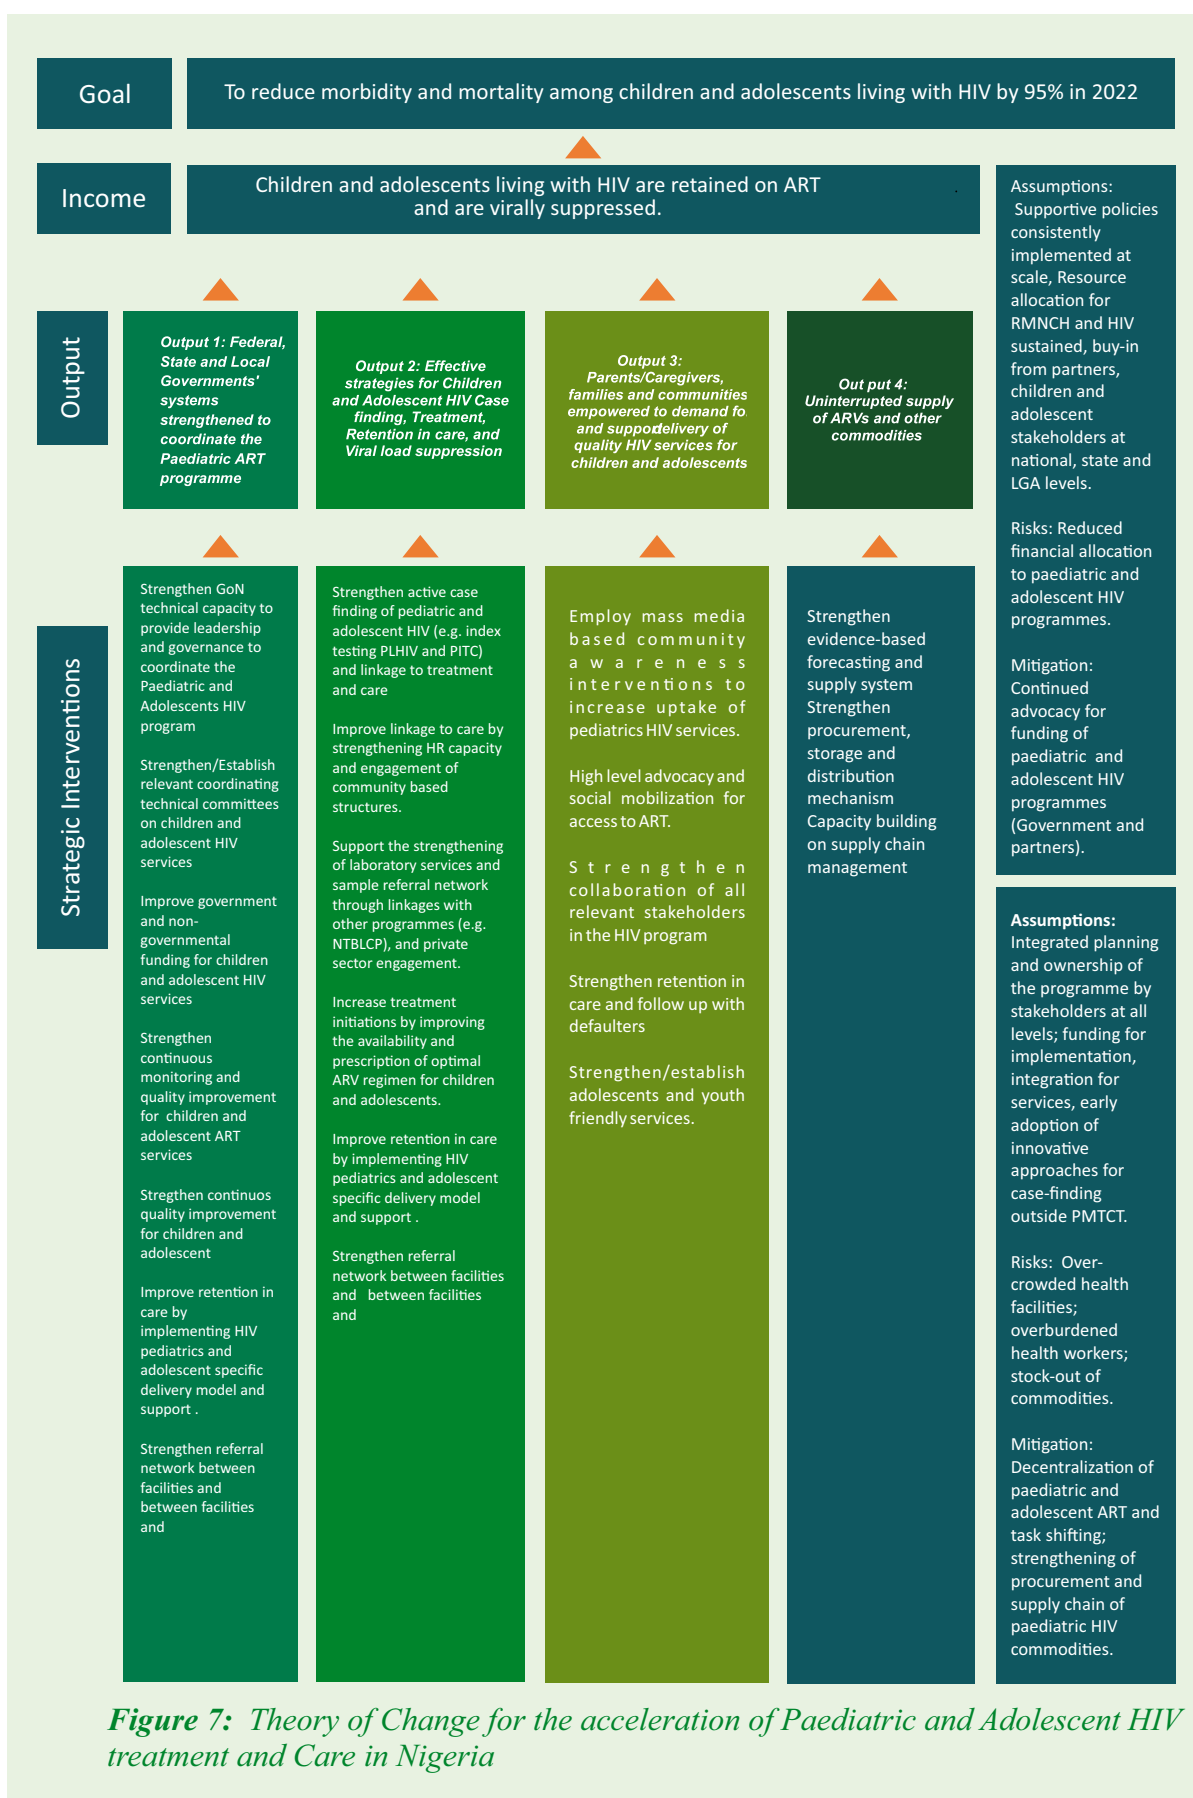 Goal
To reduce morbidity and mortality among children and adolescents living with HIV by 95% in 2022
Income
Children and adolescents living with HIV are retained on ART
and are virally suppressed.
Output
Output 1: Federal,
State and Local
Governments'
systems
strengthened to
coordinate the
Paediatric ART
programme
Output 2: Effective
strategies for Children
and Adolescent HIV Case
finding, Treatment,
Retention in care, and
Viral load suppression
Output 3:
Parents/Caregivers,
families and communities
empowered to demand fo
and support delivery of
quality HIV services for
children and adolescents
Out put 4:
Uninterrupted supply
of ARVs and other
commodities
Strategic Interventions
Strengthen GoN
technical capacity to
provide leadership
and governance to
coordinate the
Paediatric and
Adolescents HIV
program
Strengthen/Establish
relevant coordinating
technical committees
on children and
adolescent HIV
services
Improve government
and non-
governmental
funding for children
and adolescent HIV
services
Strengthen
continuous
monitoring and
quality improvement
for children and
adolescent ART
services
Stregthen continuos
quality improvement
for children and
adolescent
Improve retention in
care by
implementing HIV
pediatrics and
adolescent specific
delivery model and
support .
Strengthen referral
network between
facilities and
between facilities
and
Strengthen active case
finding of pediatric and
adolescent HIV (e.g. index
testing PLHIV and PITC)
and linkage to treatment
and care
Improve linkage to care by
strengthening HR capacity
and engagement of
community based
structures.
Support the strengthening
of laboratory services and
sample referral network
through linkages with
other programmes (e.g.
NTBLCP), and private
sector engagement.
Increase treatment
initiations by improving
the availability and
prescription of optimal
ARV regimen for children
and adolescents.
Improve retention in care
by implementing HIV
pediatrics and adolescent
specific delivery model
and support .
Strengthen referral
network between facilities
and between facilities
and
Employ mass media
based community
awareness
interventions to
increase uptake of
pediatrics HIV services.
High level advocacy and
social mobilization for
access to ART.
Strengthen
collaboration of all
relevant stakeholders
in the HIV program
Strengthen retention in
care and follow up with
defaulters
Strengthen/establish
adolescents and youth
friendly services.
Strengthen
evidence-based
forecasting and
supply system
Strengthen
procurement,
storage and
distribution
mechanism
Capacity building
on supply chain
management
Assumptions:
Supportive policies
consistently
implemented at
scale, Resource
allocation for
RMNCH and HIV
sustained, buy-in
from partners,
children and
adolescent
stakeholders at
national, state and
LGA levels.
Risks: Reduced
financial allocation
to paediatric and
adolescent HIV
programmes.
Mitigation:
Continued
advocacy for
funding of
paediatric and
adolescent HIV
programmes
(Government and
partners).
Assumptions:
Integrated planning
and ownership of
the programme by
stakeholders at all
levels; funding for
implementation,
integration for
services, early
adoption of
innovative
approaches for
case-finding
outside PMTCT.
Risks: Over-
crowded health
facilities;
overburdened
health workers;
stock-out of
commodities.
Mitigation:
Decentralization of
paediatric and
adolescent ART and
task shifting;
strengthening of
procurement and
supply chain of
paediatric HIV
commodities.
Figure 7: Theory of Change for the acceleration of Paediatric and Adolescent HIV
treatment and Care in Nigeria